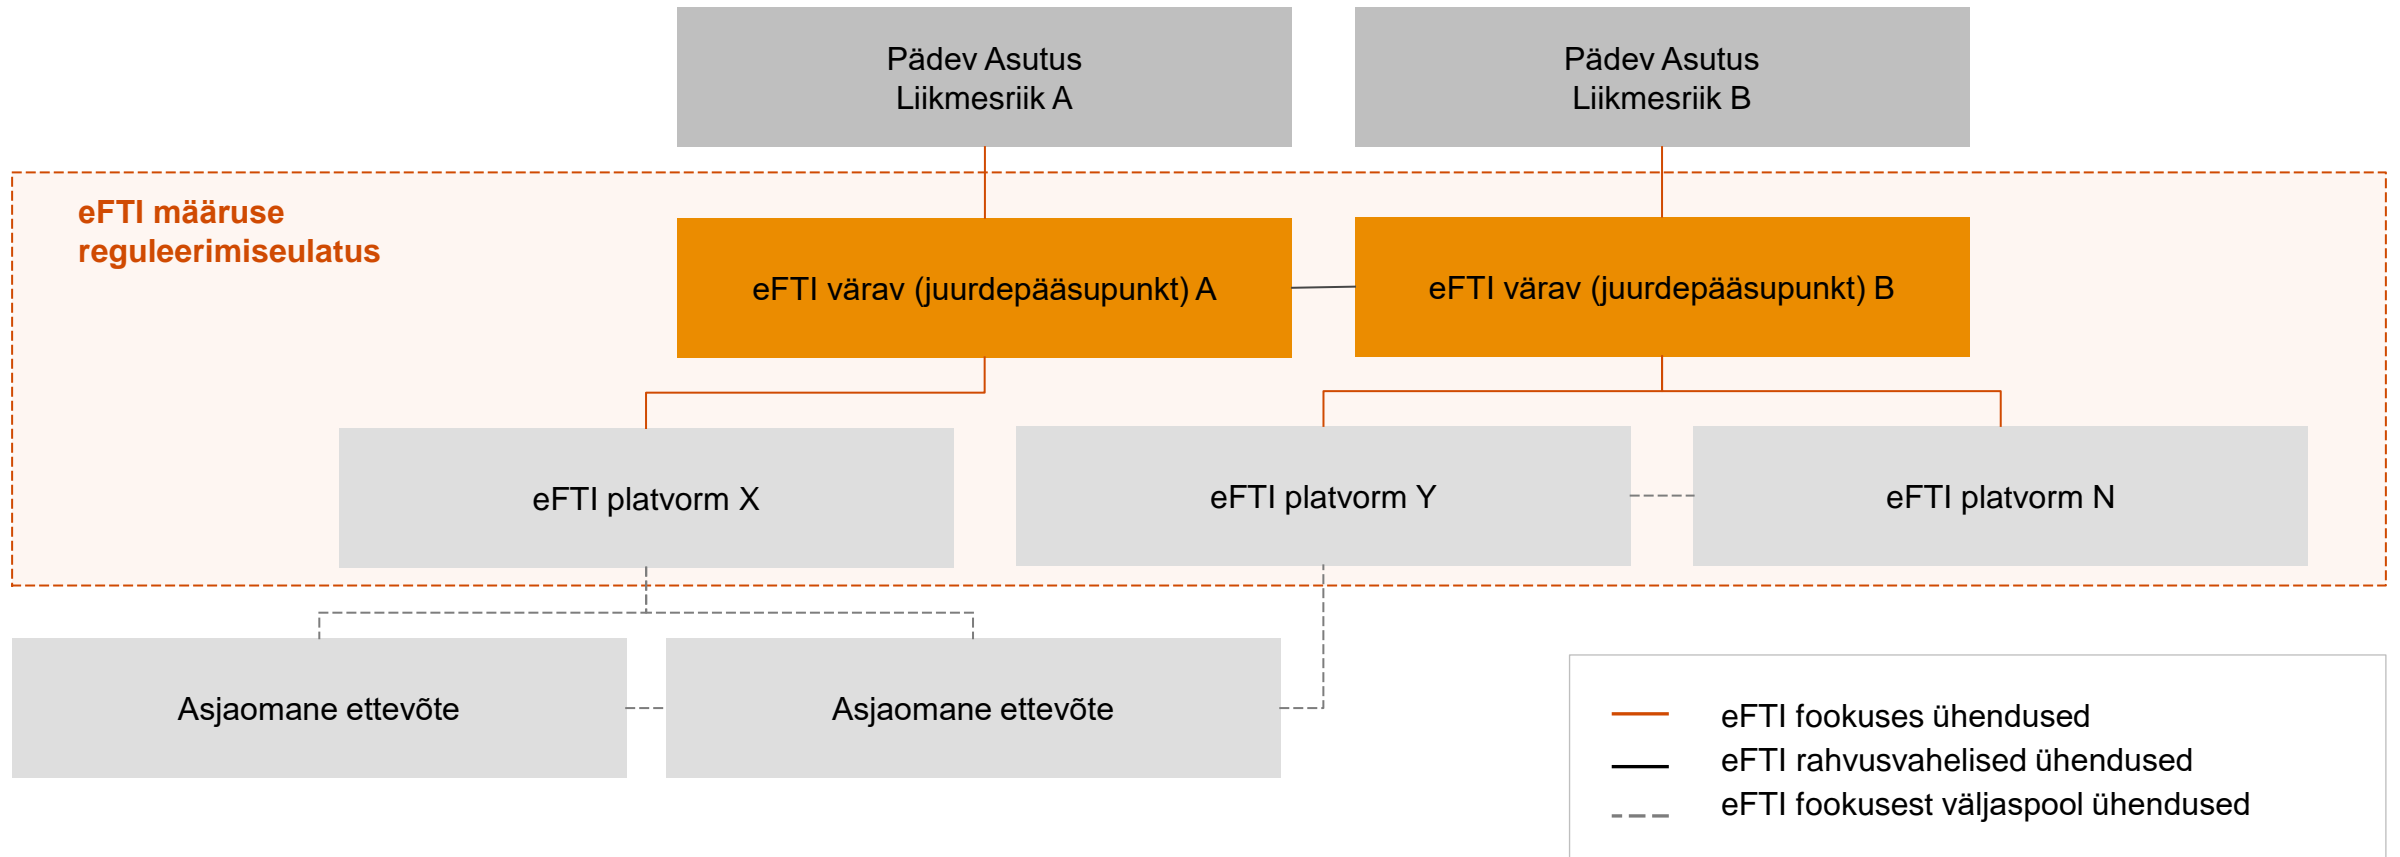 Pädev Asutus
Liikmesriik A
Pädev Asutus
Liikmesriik B
eFTI määruse
reguleerimiseulatus
eFTI värav (juurdepääsupunkt) A
eFTI värav (juurdepääsupunkt) B
eFTI platvorm X
eFTI platvorm Y
eFTI platvorm N
Asjaomane ettevõte
Asjaomane ettevõte
eFTI fookuses ühendused
eFTI rahvusvahelised ühendused
eFTI fookusest väljaspool ühendused